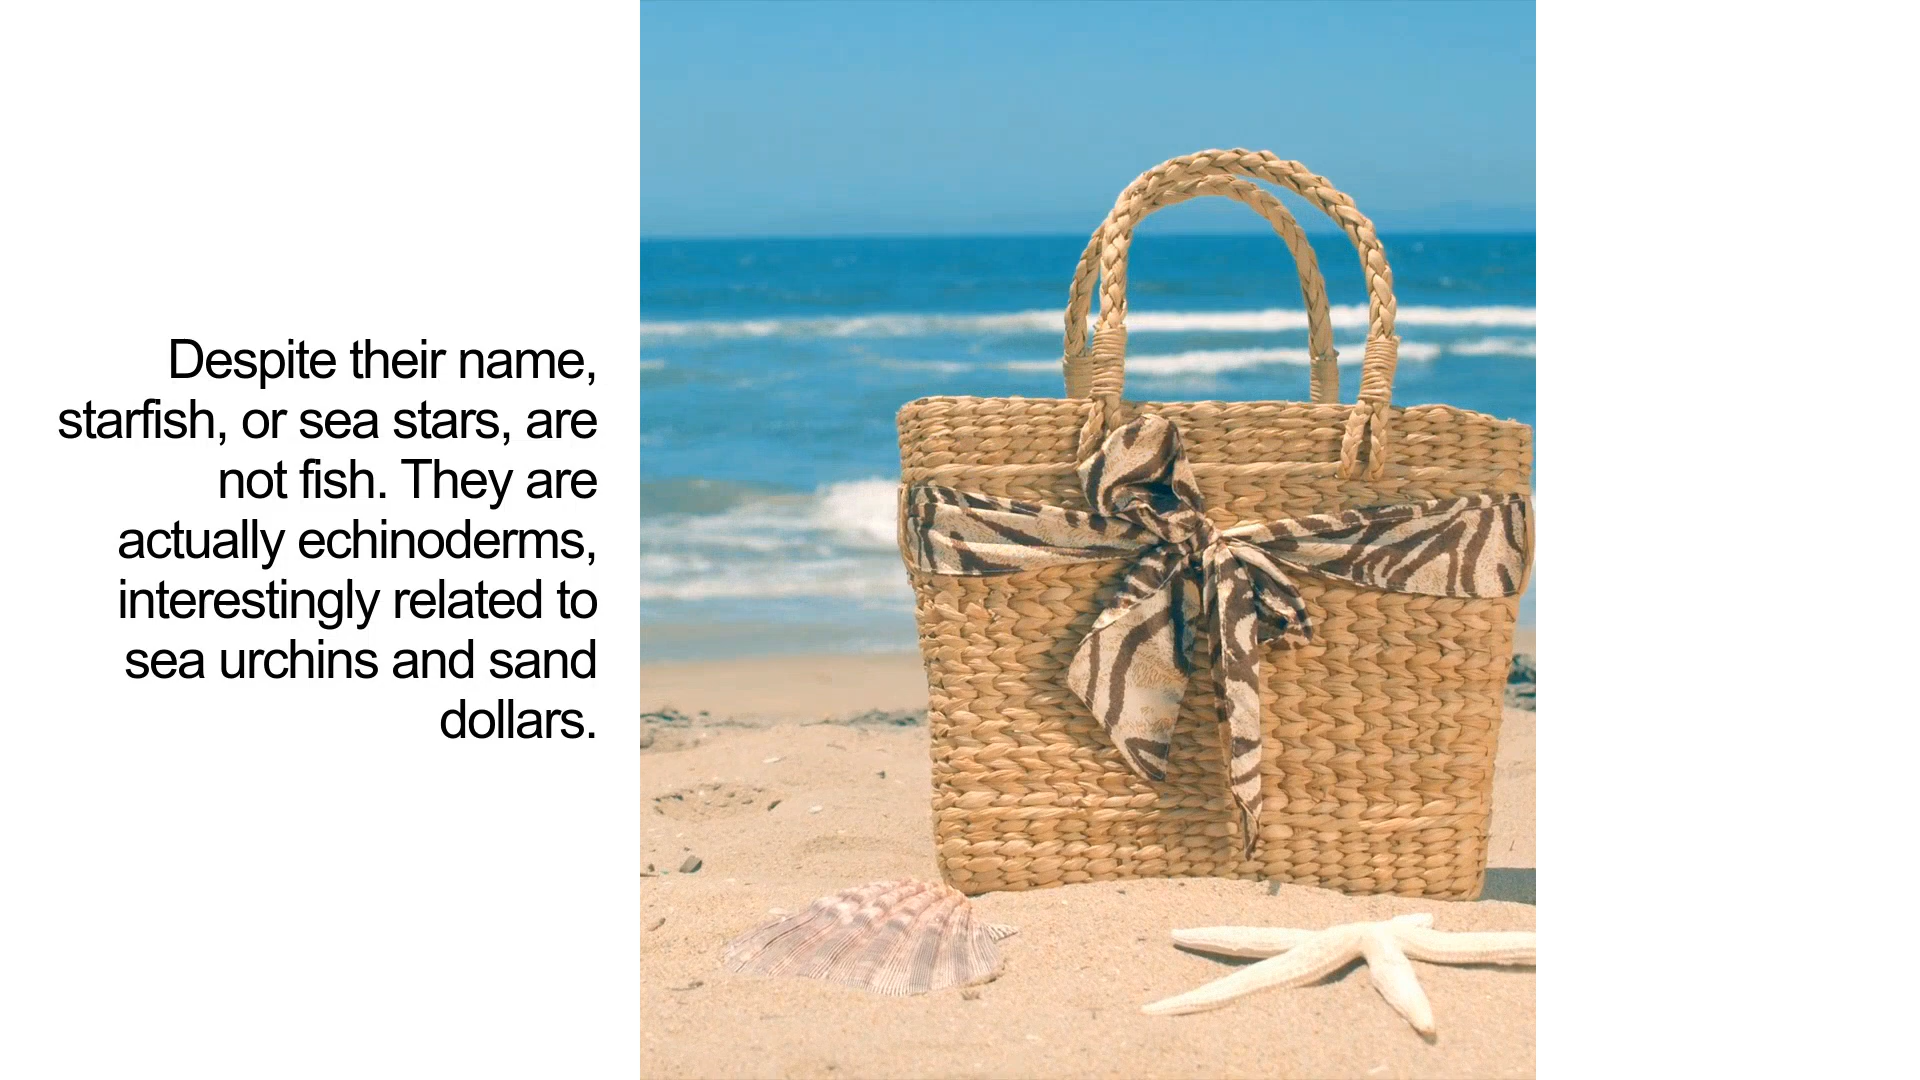 Despite their name,
starfish, or sea stars, are
not fish. They are
actually echinoderms,
interestingly related to
sea urchins and sand
dollars.